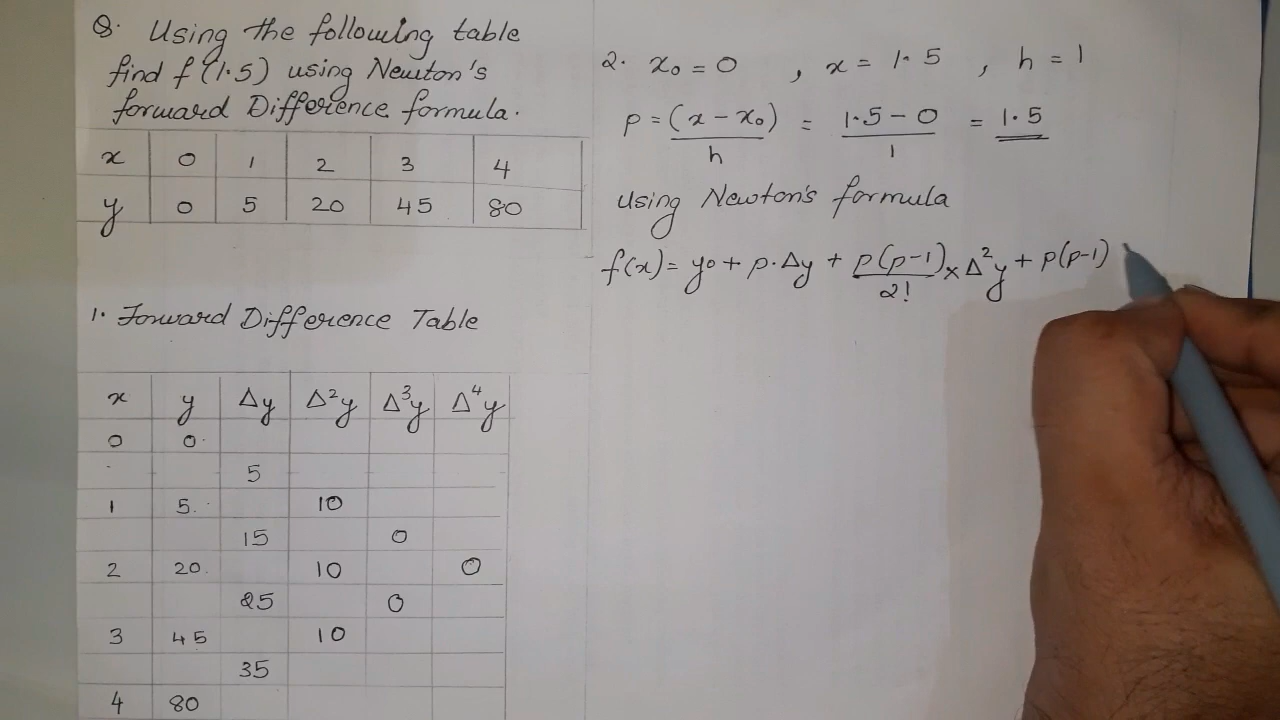 Q. Using the following table
find f(1.5) using Newton's
forward Difference formula.
x 0 1 2 3 4
y 0 5 20 45 80
1. Forward Difference Table
x y Δy Δ²y Δ³y Δ⁴y
0 0
5
1 5 10
15 0
2 20 10 0
25 0
3 45 10
35
4 80
2. x₀ = 0 , x = 1.5 , h = 1
p = (x - x₀)/h = (1.5 - 0)/1 = 1.5
Using Newton's formula
f(x) = y₀ + p·Δy + p(p-1)/2! × Δ²y + p(p-1)